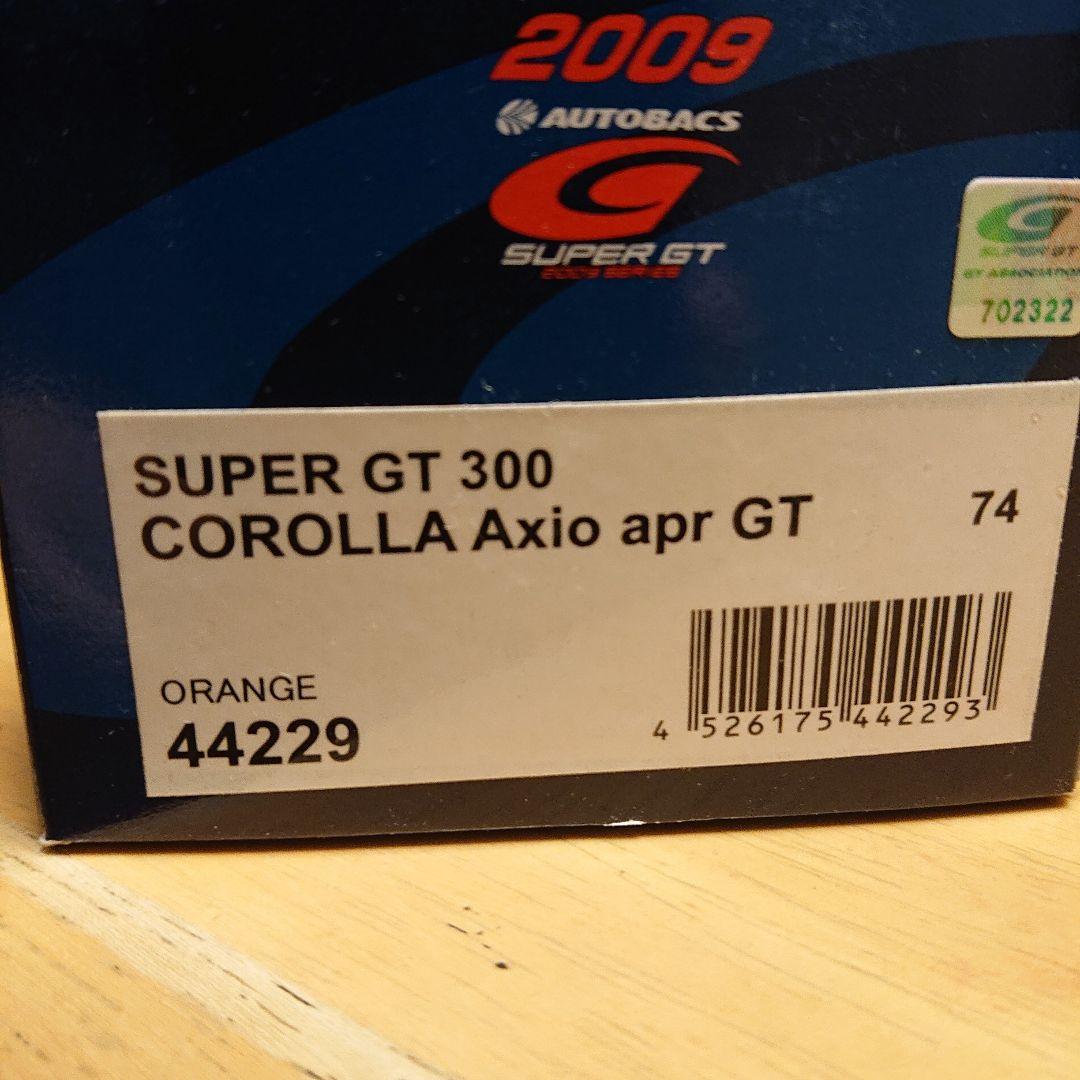 2009
AUTOBACS
SUPER GT
2009 SERIES
SUPER GT
GT ASSOCIATION
702322
SUPER GT 300
COROLLA Axio apr GT 74
ORANGE
44229
4 526175 442293